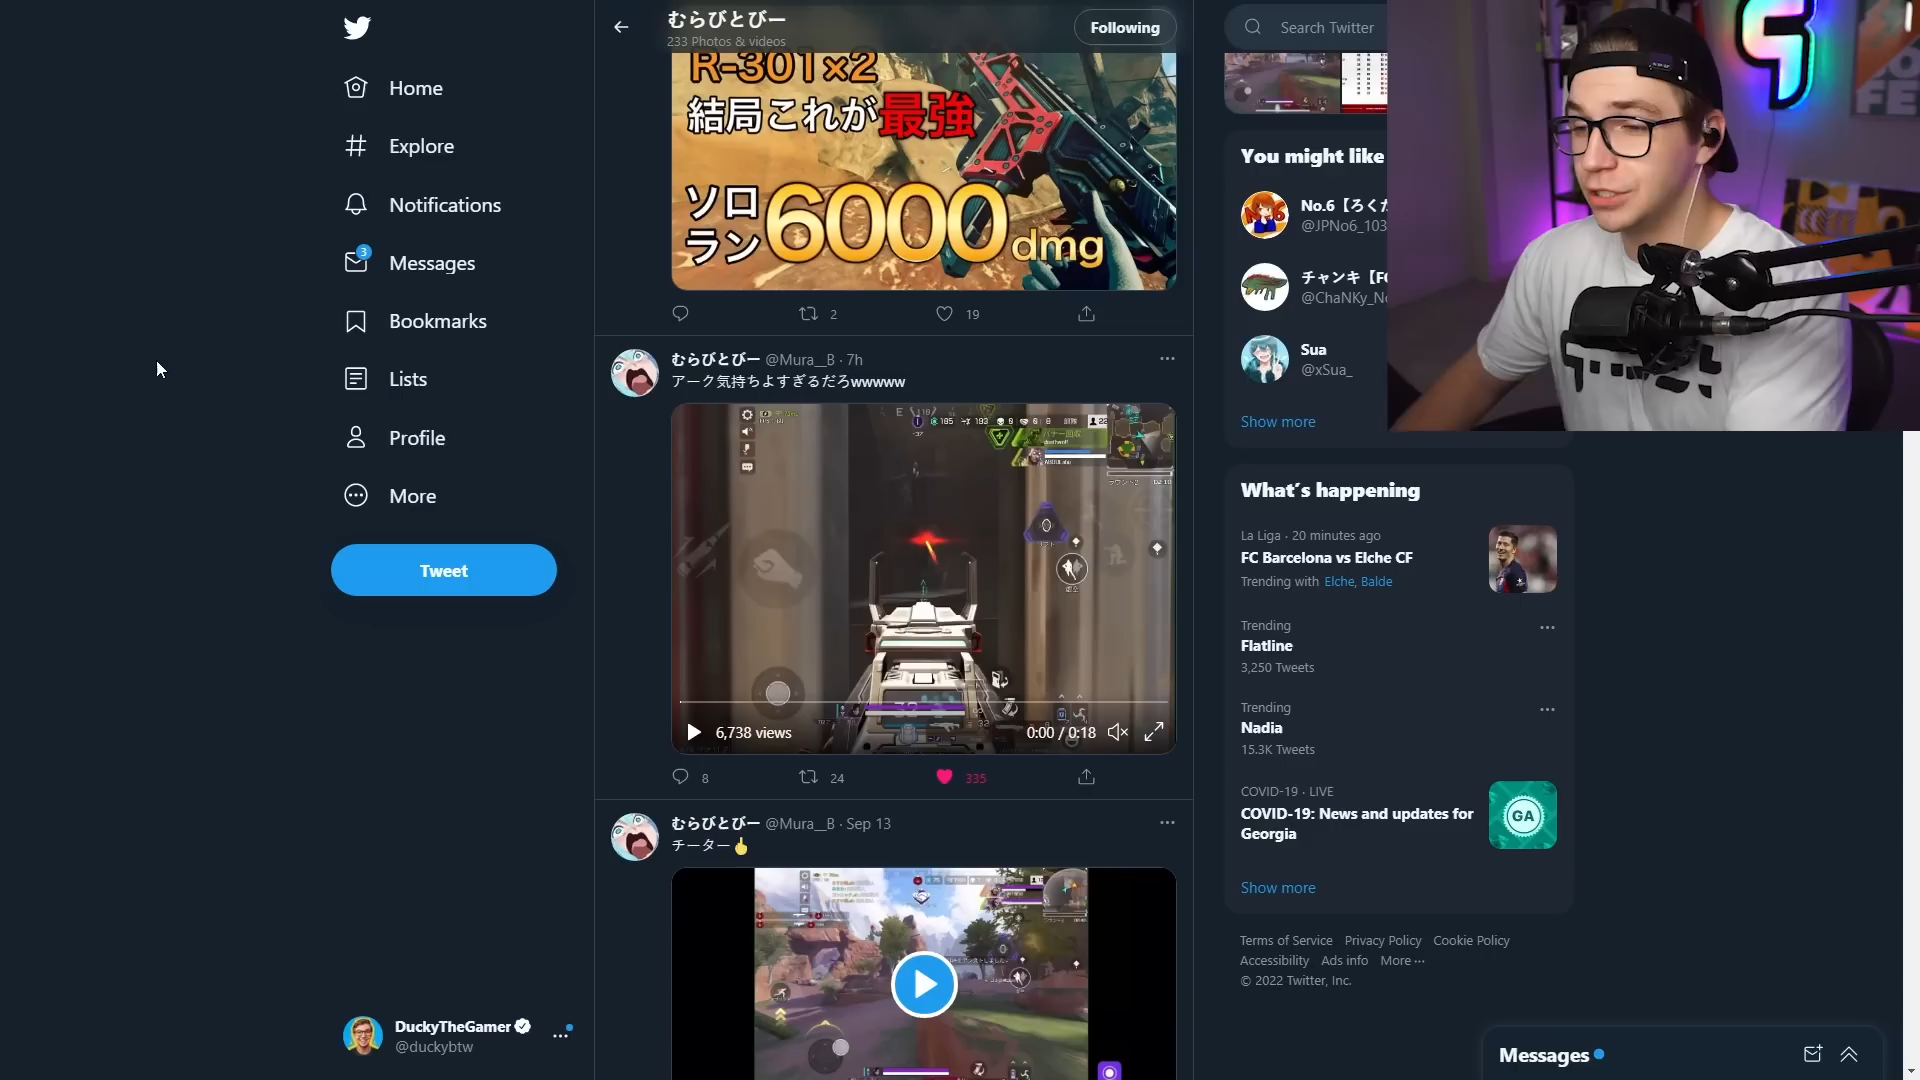 むらびとびー
233 Photos & videos
Following
Search Twitter
Home
Explore
Notifications
3
Messages
Bookmarks
Lists
Profile
More
Tweet
DuckyTheGamer
@duckybtw
R-301×2
結局これが最強
ソロ
ラン
6000dmg
2
19
むらびとびー @Mura__B · 7h
アーク気持ちよすぎるだろwwwww
6,738 views
0:00 / 0:18
8
24
335
むらびとびー @Mura__B · Sep 13
チーター🖕
You might like
@JPNo6_103
@xSua_
Sua
Show more
What's happening
La Liga · 20 minutes ago
FC Barcelona vs Elche CF
Trending with Elche, Balde
Trending
Flatline
3,250 Tweets
Trending
Nadia
15.3K Tweets
COVID-19 · LIVE
COVID-19: News and updates for
Georgia
GA
Show more
Terms of Service Privacy Policy Cookie Policy
Accessibility Ads info More ···
© 2022 Twitter, Inc.
Messages